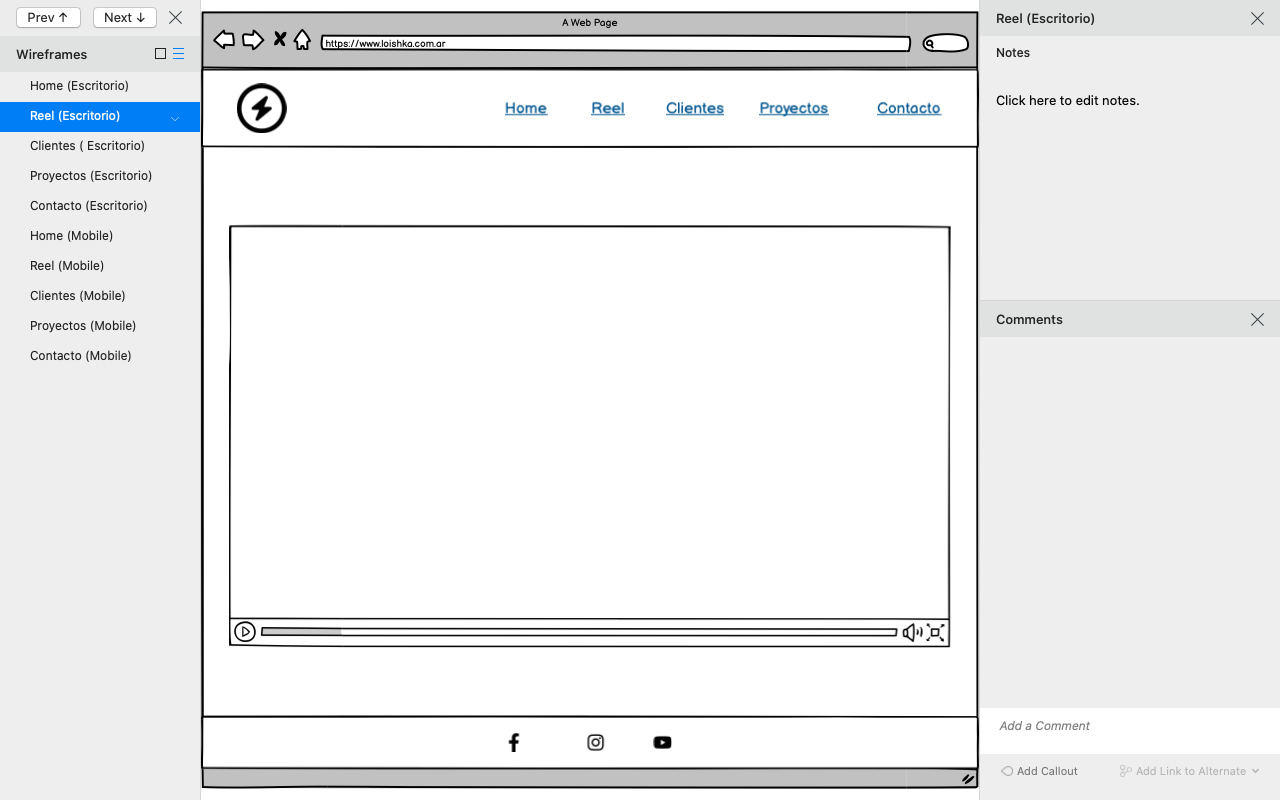 Prev ↑
Next ↓
Wireframes
Home (Escritorio)
Reel (Escritorio)
Clientes ( Escritorio)
Proyectos (Escritorio)
Contacto (Escritorio)
Home (Mobile)
Reel (Mobile)
Clientes (Mobile)
Proyectos (Mobile)
Contacto (Mobile)
A Web Page
https://www.loishka.com.ar
Home Reel Clientes Proyectos Contacto
Reel (Escritorio)
Notes
Click here to edit notes.
Comments
Add a Comment
Add Callout
Add Link to Alternate